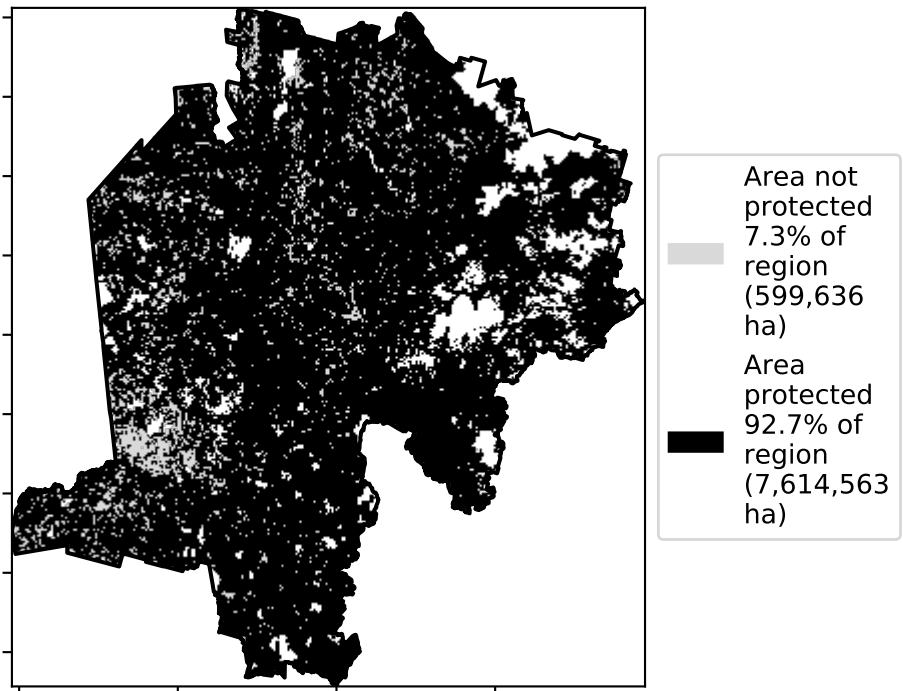 Area not
protected
7.3% of
region
(599,636
ha)
Area
protected
92.7% of
region
(7,614,563
ha)